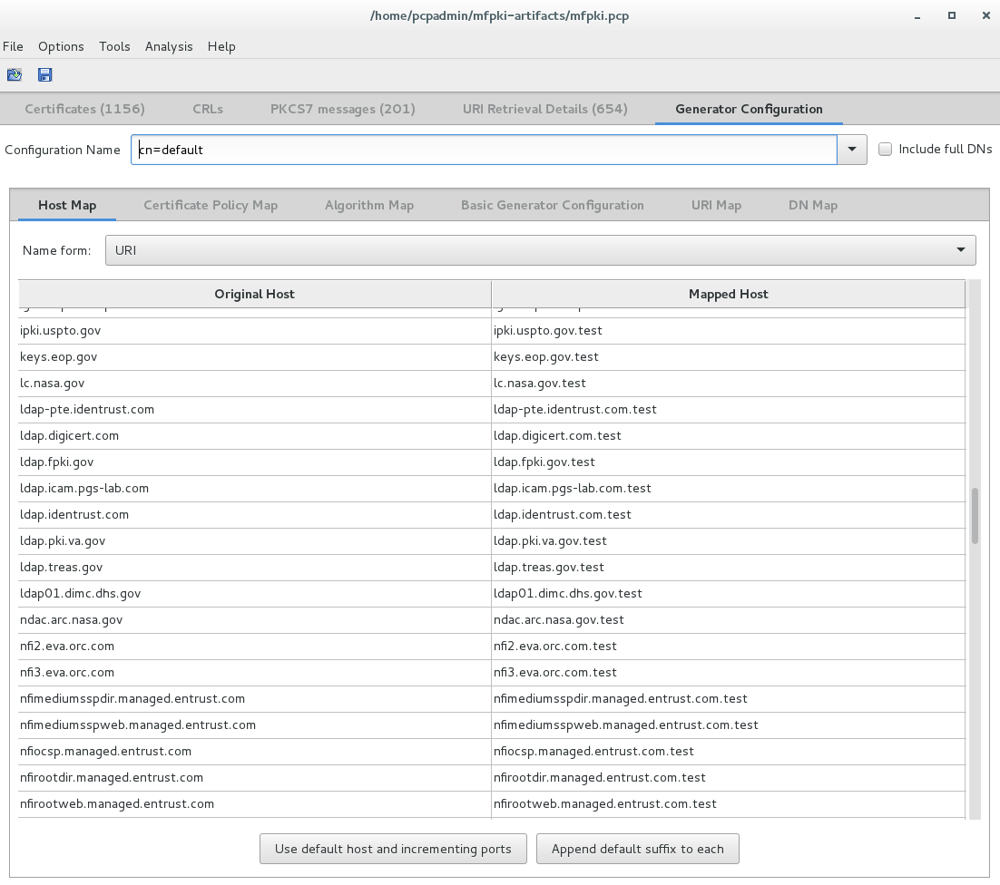 /home/pcpadmin/mfpki-artifacts/mfpki.pcp
File Options Tools Analysis Help
Certificates (1156) CRLs PKCS7 messages (201) URI Retrieval Details (654) Generator Configuration
Configuration Name cn=default Include full DNs
Host Map Certificate Policy Map Algorithm Map Basic Generator Configuration URI Map DN Map
Name form: URI
Original Host Mapped Host
ipki.uspto.gov ipki.uspto.gov.test
keys.eop.gov keys.eop.gov.test
lc.nasa.gov lc.nasa.gov.test
ldap-pte.identrust.com ldap-pte.identrust.com.test
ldap.digicert.com ldap.digicert.com.test
ldap.fpki.gov ldap.fpki.gov.test
ldap.icam.pgs-lab.com ldap.icam.pgs-lab.com.test
ldap.identrust.com ldap.identrust.com.test
ldap.pki.va.gov ldap.pki.va.gov.test
ldap.treas.gov ldap.treas.gov.test
ldap01.dimc.dhs.gov ldap01.dimc.dhs.gov.test
ndac.arc.nasa.gov ndac.arc.nasa.gov.test
nfi2.eva.orc.com nfi2.eva.orc.com.test
nfi3.eva.orc.com nfi3.eva.orc.com.test
nfimediumsspdir.managed.entrust.com nfimediumsspdir.managed.entrust.com.test
nfimediumsspweb.managed.entrust.com nfimediumsspweb.managed.entrust.com.test
nfiocsp.managed.entrust.com nfiocsp.managed.entrust.com.test
nfirootdir.managed.entrust.com nfirootdir.managed.entrust.com.test
nfirootweb.managed.entrust.com nfirootweb.managed.entrust.com.test
Use default host and incrementing ports Append default suffix to each